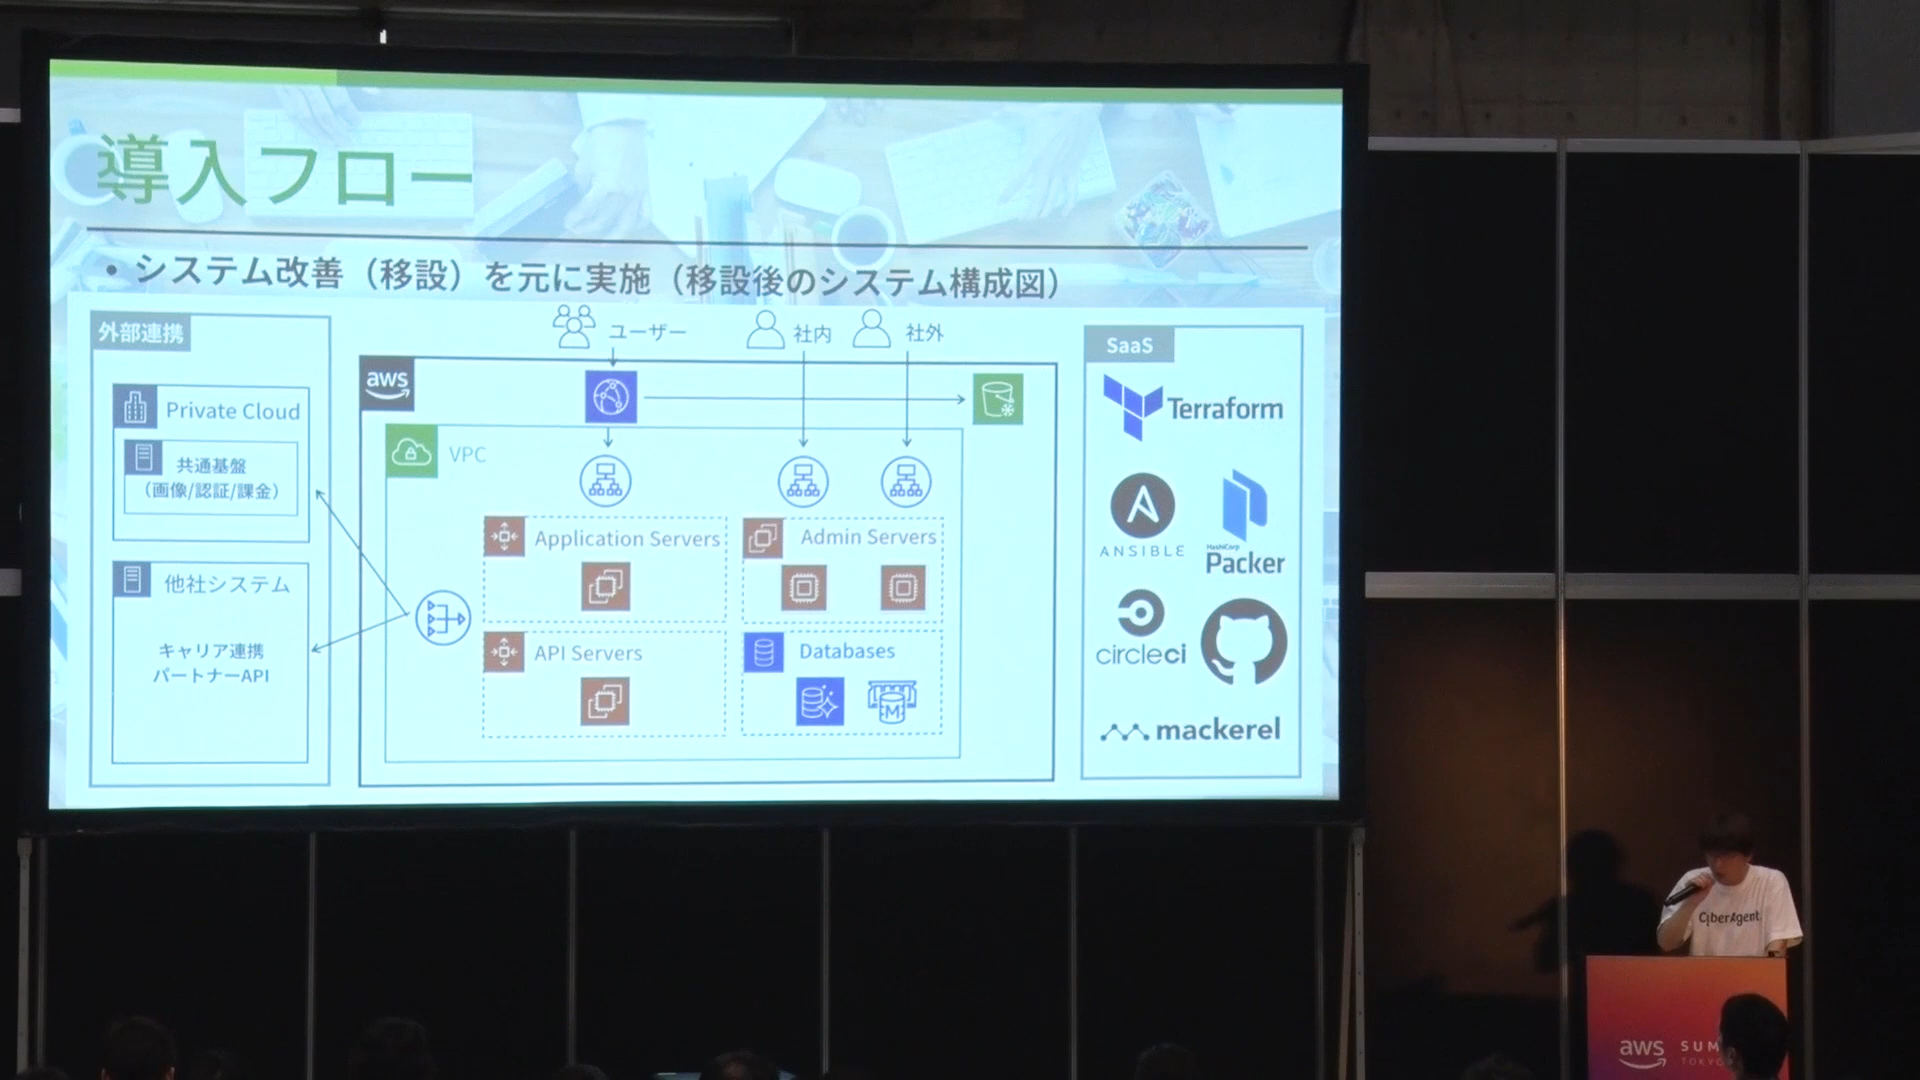 導入フロー
・システム改善（移設）を元に実施（移設後のシステム構成図）
外部連携
Private Cloud
共通基盤
（画像/認証/課金）
他社システム
キャリア連携
パートナーAPI
ユーザー
社内
社外
aws
VPC
Application Servers
Admin Servers
API Servers
Databases
M
SaaS
Terraform
ANSIBLE
HashiCorp
Packer
circleci
mackerel
CyberAgent
aws